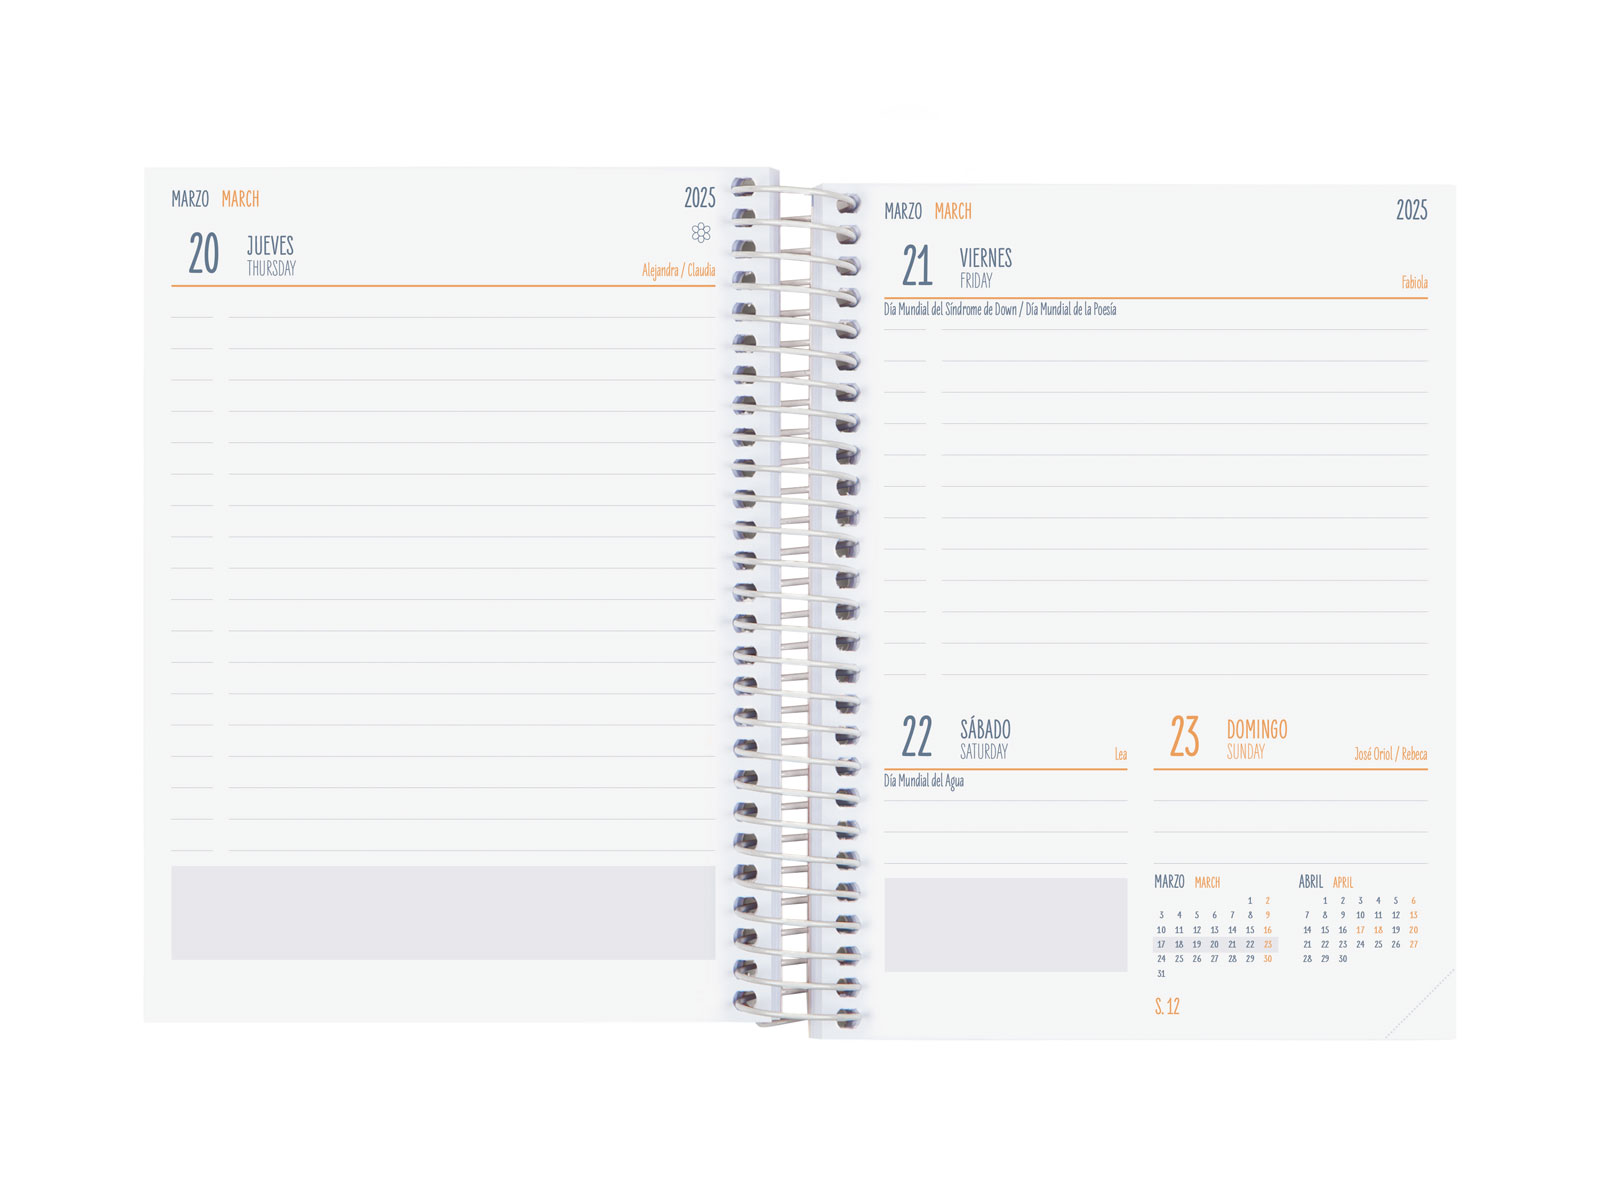 MARZO MARCH 2025
20 JUEVES
THURSDAY
Alejandra / Claudia
MARZO MARCH 2025
21 VIERNES
FRIDAY
Fabiola
Día Mundial del Síndrome de Down / Día Mundial de la Poesía
22 SÁBADO
SATURDAY
Lea
Día Mundial del Agua
23 DOMINGO
SUNDAY
José Oriol / Rebeca
MARZO MARCH
1 2
3 4 5 6 7 8 9
10 11 12 13 14 15 16
17 18 19 20 21 22 23
24 25 26 27 28 29 30
31
ABRIL APRIL
1 2 3 4 5 6
7 8 9 10 11 12 13
14 15 16 17 18 19 20
21 22 23 24 25 26 27
28 29 30
S. 12